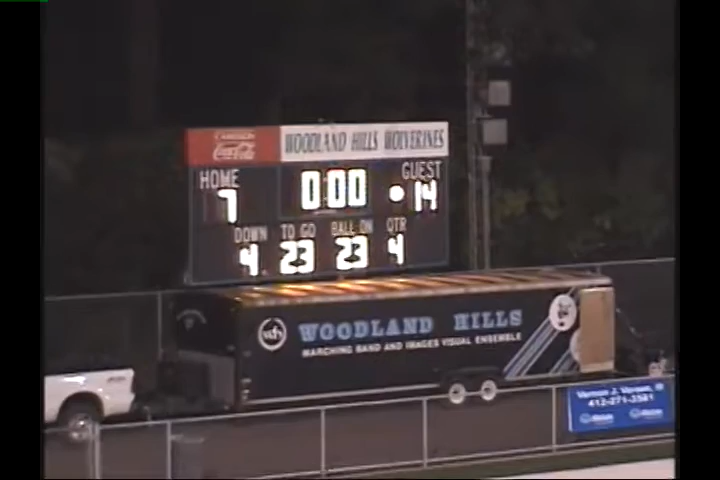 Coca-Cola
WOODLAND HILLS WOLVERINES
HOME
0:00
GUEST
7
14
DOWN
TO GO
BALL ON
QTR
4
23
23
4
WOODLAND HILLS
MARCHING BAND AND IMAGES VISUAL ENSEMBLE
412-271-3591